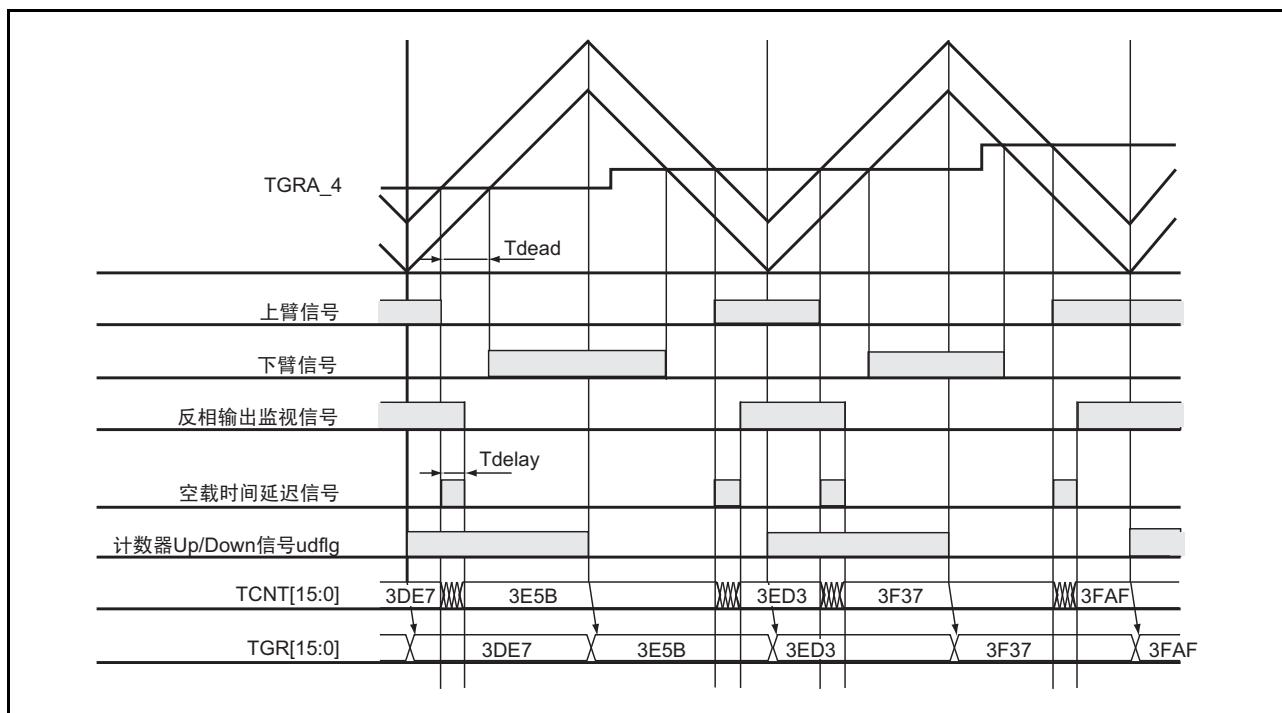 TGRA_4
Tdead
上臂信号
下臂信号
反相输出监视信号
Tdelay
空载时间延迟信号
计数器Up/Down信号udflg
TCNT[15:0] 3DE7 3E5B 3ED3 3F37 3FAF
TGR[15:0] 3DE7 3E5B 3ED3 3F37 3FAF